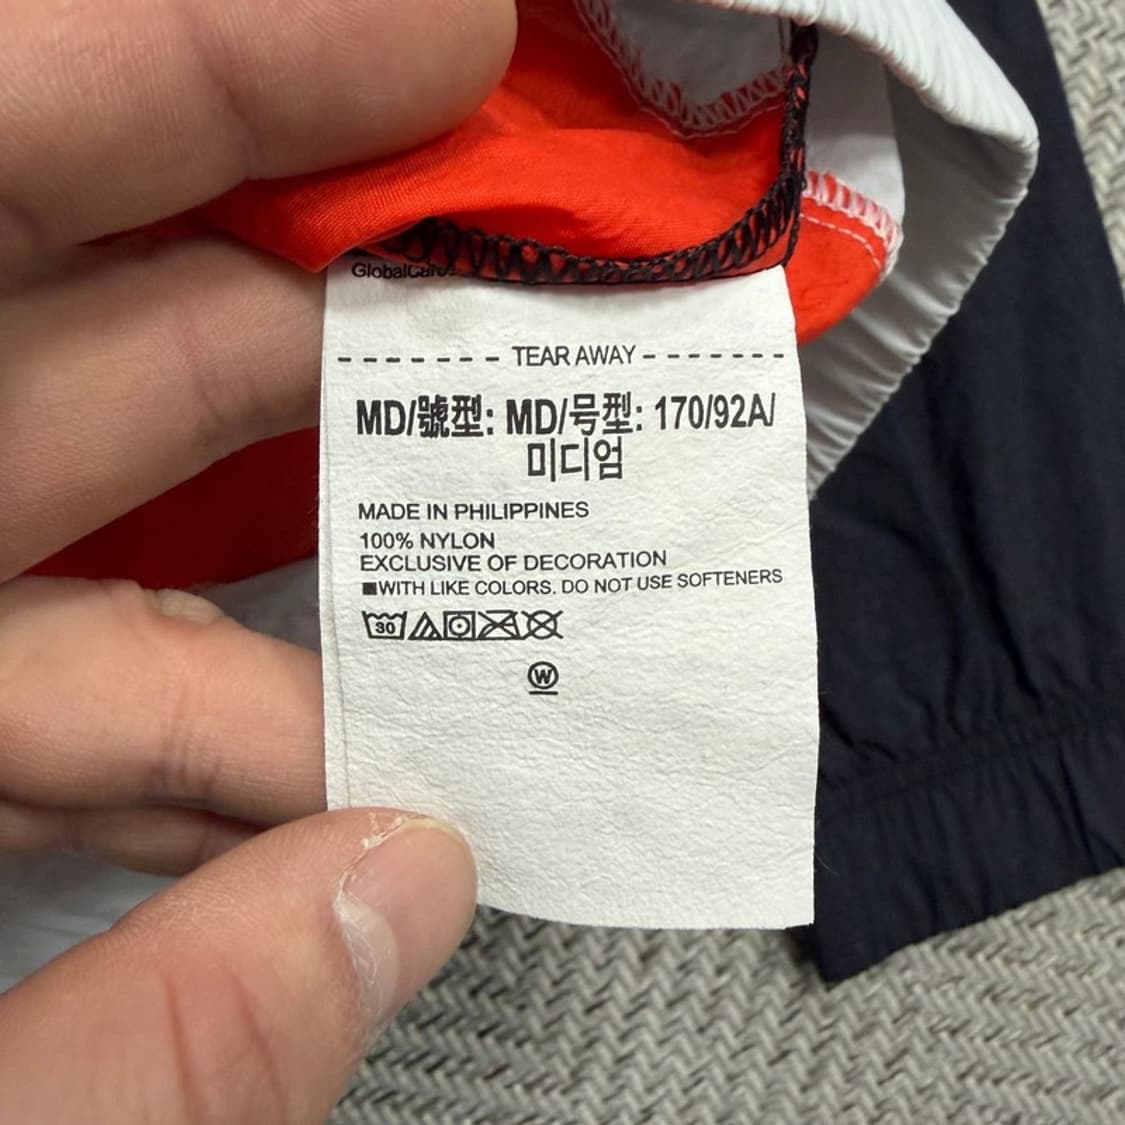 TEAR AWAY
MD/號型: MD/号型: 170/92A/
미디엄
MADE IN PHILIPPINES
100% NYLON
EXCLUSIVE OF DECORATION
■WITH LIKE COLORS. DO NOT USE SOFTENERS
30
W